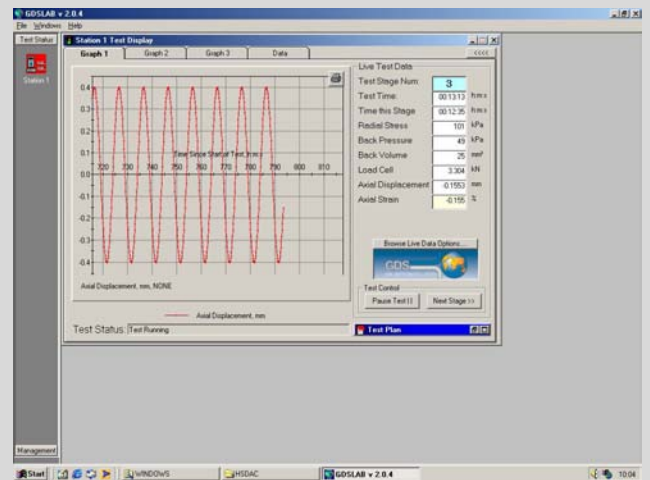 GDSLAB v 2.0.4
File Windows Help
Test Status
Station 1
Station 1 Test Display
Graph 1 Graph 2 Graph 3 Data <<<<
0.4
0.3
0.2
0.1
0.0
-0.1
-0.2
-0.3
-0.4
Time Since Start of Test, h:m:s
720 730 740 750 760 770 780 790 800 810
Axial Displacement, mm, NONE
Axial Displacement, mm
Live Test Data
Test Stage Num: 3
Test Time: 00:13:13 h:m:s
Time this Stage 00:12:35 h:m:s
Radial Stress 101 kPa
Back Pressure 49 kPa
Back Volume 25 mm³
Load Cell 3.304 kN
Axial Displacement -0.1553 mm
Axial Strain -0.155 %
Browse Live Data Options...
GDS
Test Control
Pause Test || Next Stage >>
Test Status: Test Running
Test Plan
Management
Start WINDOWS HSDAC GDSLAB v 2.0.4 10:04